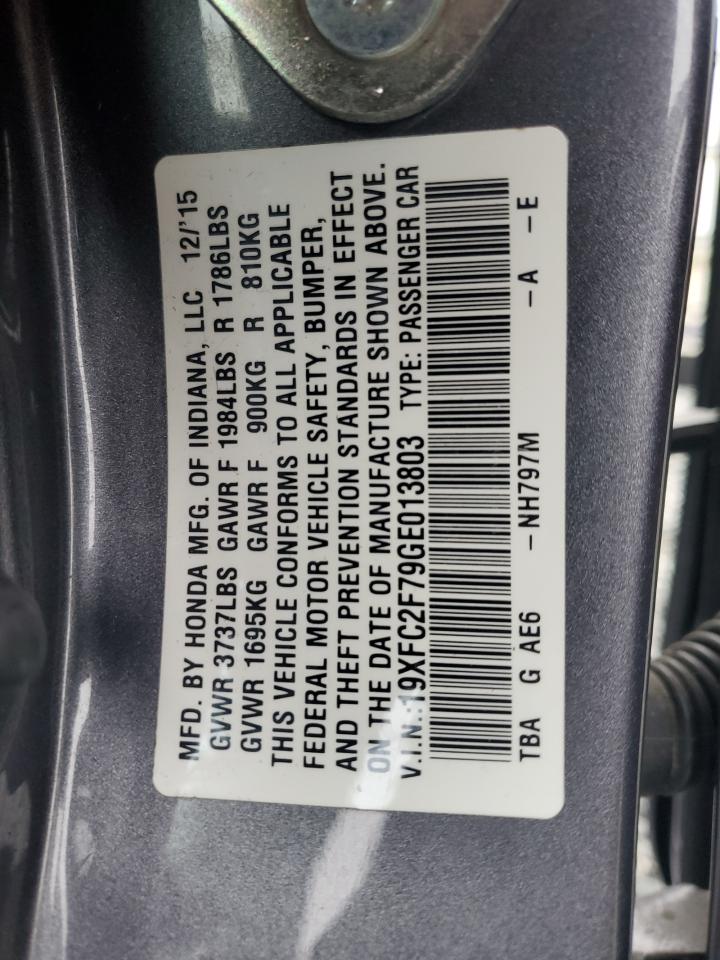 MFD. BY HONDA MFG. OF INDIANA, LLC 12/'15
GVWR 3737LBS GAWR F 1984LBS R 1786LBS
GVWR 1695KG GAWR F 900KG R 810KG
THIS VEHICLE CONFORMS TO ALL APPLICABLE
FEDERAL MOTOR VEHICLE SAFETY, BUMPER,
AND THEFT PREVENTION STANDARDS IN EFFECT
ON THE DATE OF MANUFACTURE SHOWN ABOVE.
V.I.N.:19XFC2F79GE013803 TYPE: PASSENGER CAR
TBA G AE6 -NH797M -A -E